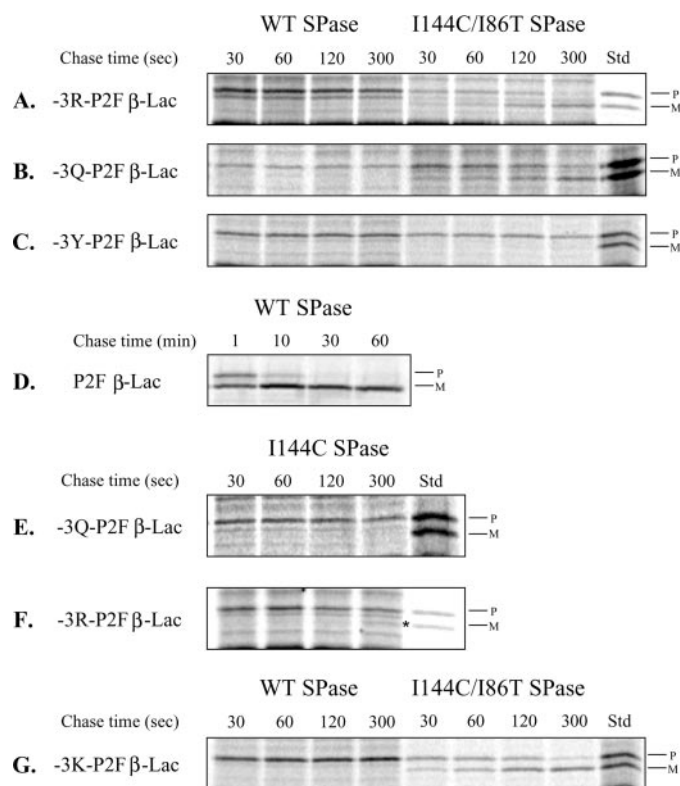 WT SPase I144C/I86T SPase
Chase time (sec) 30 60 120 300 30 60 120 300 Std
A. -3R-P2F β-Lac P
M
B. -3Q-P2F β-Lac P
M
C. -3Y-P2F β-Lac P
M
WT SPase
Chase time (min) 1 10 30 60
D. P2F β-Lac P
M
I144C SPase
Chase time (sec) 30 60 120 300 Std
E. -3Q-P2F β-Lac P
M
F. -3R-P2F β-Lac * P
M
WT SPase I144C/I86T SPase
Chase time (sec) 30 60 120 300 30 60 120 300 Std
G. -3K-P2F β-Lac P
M